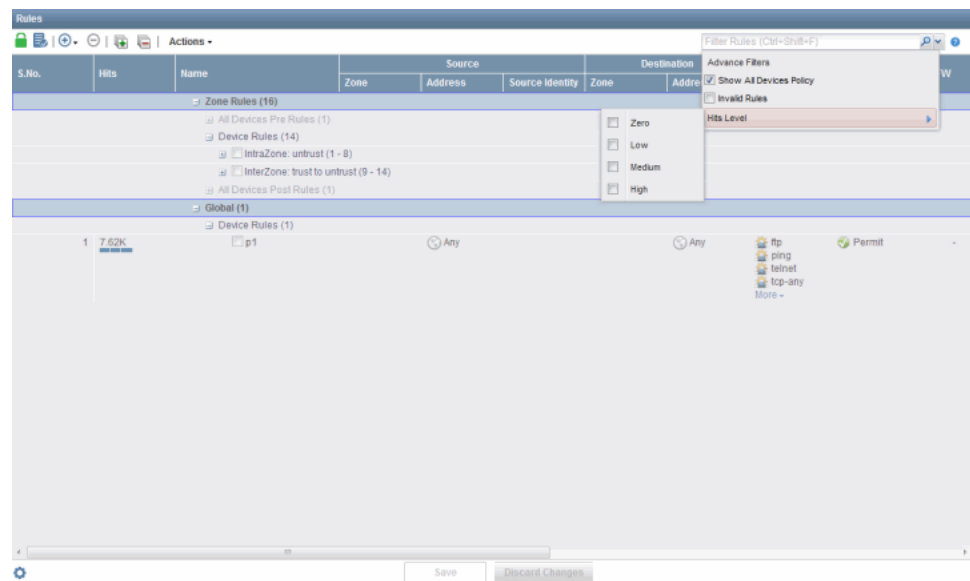 Rules
Actions
Filter Rules (Ctrl+Shift+F)
Advance Filters
Show All Devices Policy
Invalid Rules
Hits Level
Zero
Low
Medium
High
S.No.
Hits
Name
Source
Destination
Zone
Address
Source Identity
Zone
Addre
W
Zone Rules (16)
All Devices Pre Rules (1)
Device Rules (14)
IntraZone: untrust (1 - 8)
InterZone: trust to untrust (9 - 14)
All Devices Post Rules (1)
Global (1)
Device Rules (1)
1 7.62K p1 Any Any ftp Permit -
ping
telnet
tcp-any
More
Save Discard Changes